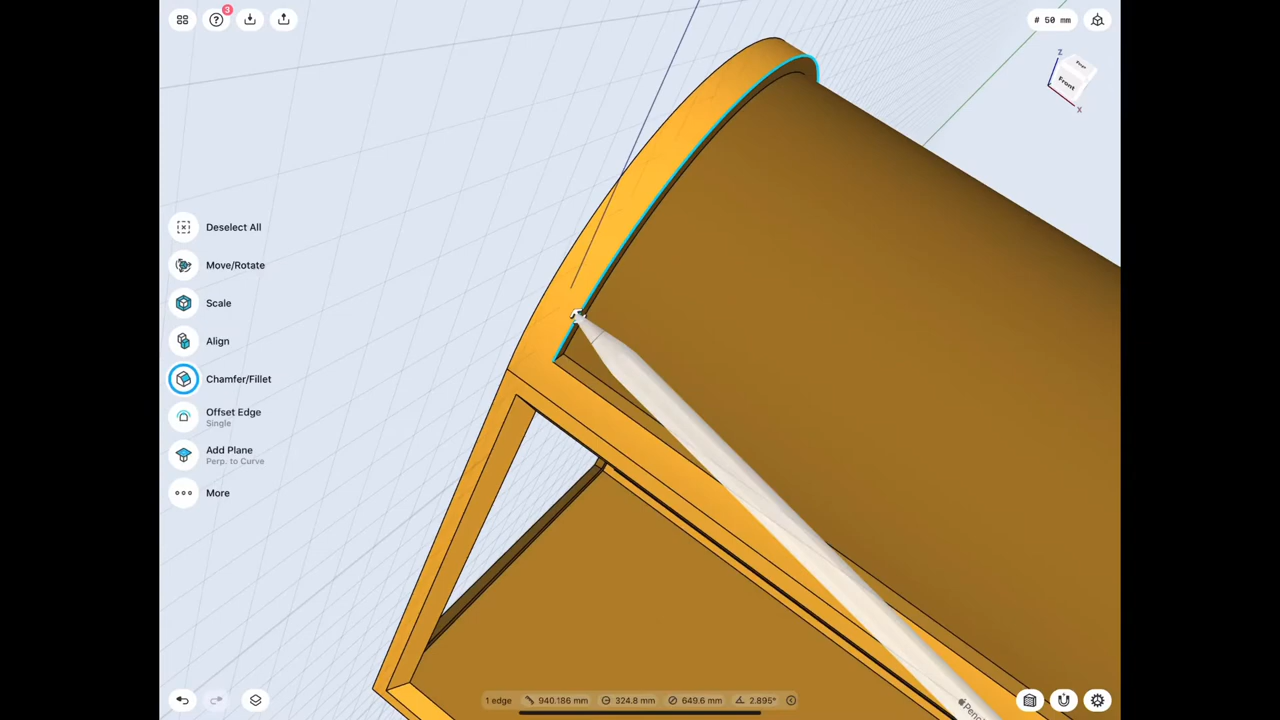 3
# 50 mm
Z
Front
X
Deselect All
Move/Rotate
Scale
Align
Chamfer/Fillet
Offset Edge
Single
Add Plane
Perp. to Curve
More
1 edge 940.186 mm 324.8 mm 649.6 mm 2.895°